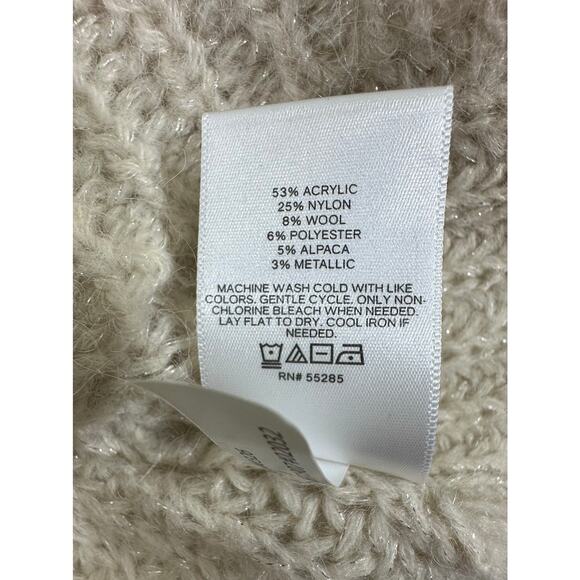 53% ACRYLIC
25% NYLON
8% WOOL
6% POLYESTER
5% ALPACA
3% METALLIC
MACHINE WASH COLD WITH LIKE
COLORS. GENTLE CYCLE. ONLY NON-
CHLORINE BLEACH WHEN NEEDED.
LAY FLAT TO DRY. COOL IRON IF
NEEDED.
RN# 55285